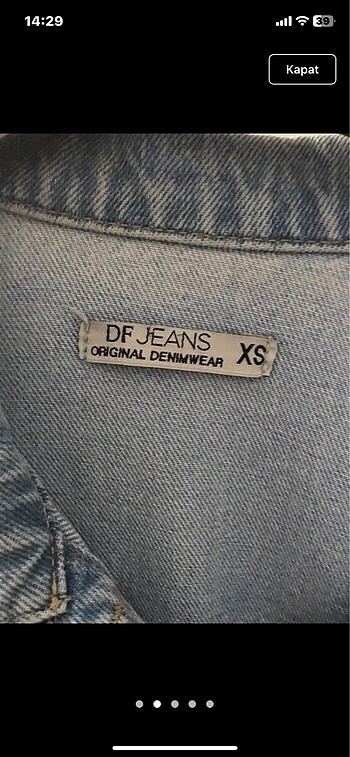 14:29
39
Kapat
DF JEANS
ORIGINAL DENIMWEAR XS